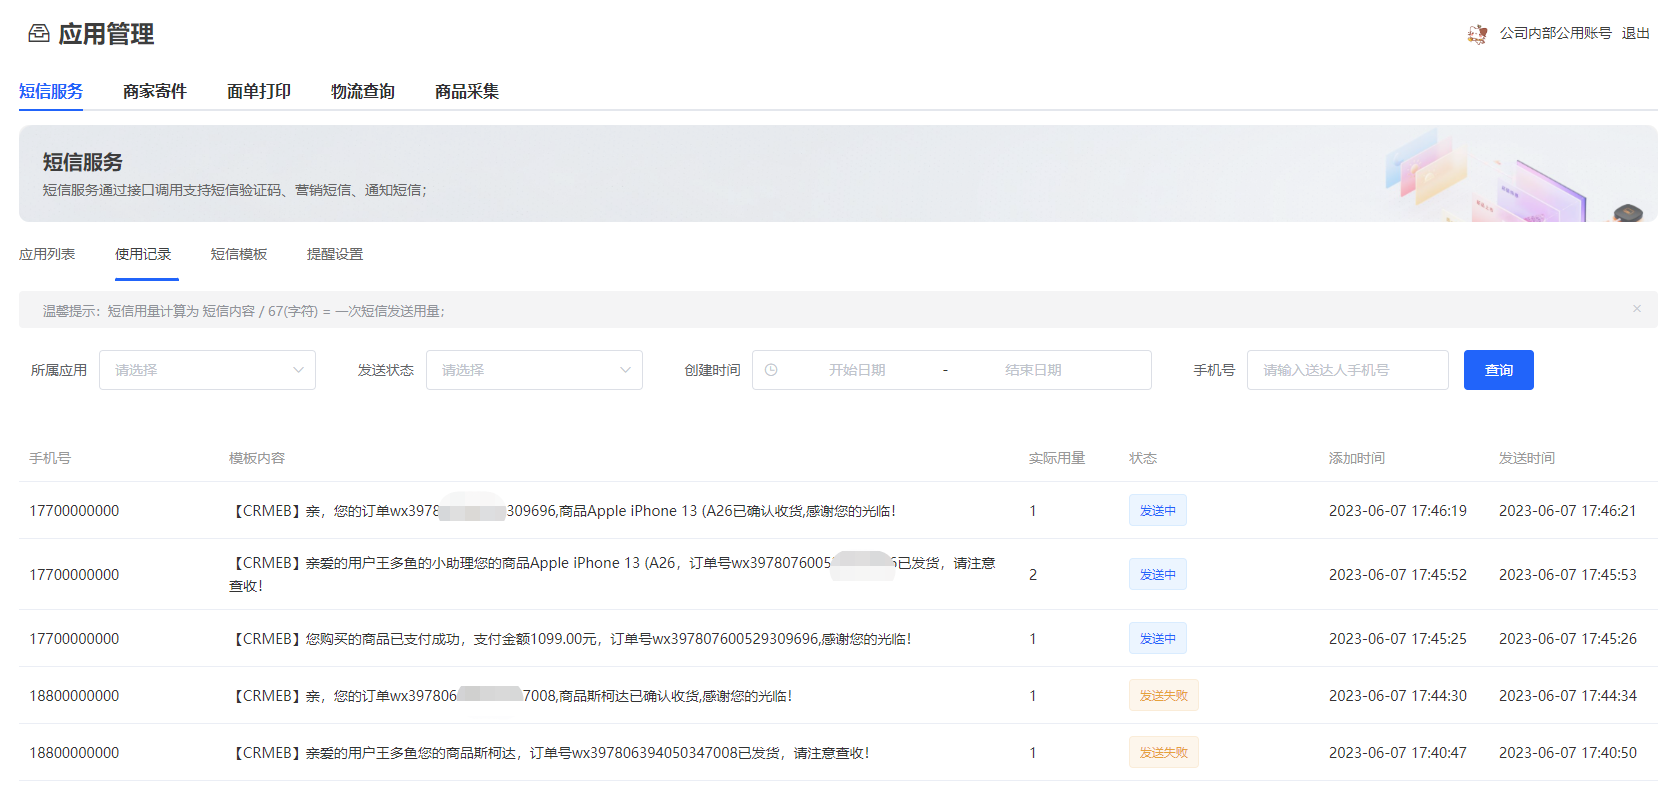 应用管理
公司内部公用账号 退出
短信服务 商家寄件 面单打印 物流查询 商品采集
短信服务
短信服务通过接口调用支持短信验证码、营销短信、通知短信;
应用列表 使用记录 短信模板 提醒设置
温馨提示: 短信用量计算为 短信内容 / 67(字符) = 一次短信发送用量;
所属应用 请选择 发送状态 请选择 创建时间 开始日期 - 结束日期 手机号 请输入送达人手机号 查询
手机号 模板内容 实际用量 状态 添加时间 发送时间
17700000000 【CRMEB】亲，您的订单wx3978 309696,商品Apple iPhone 13 (A26已确认收货,感谢您的光临! 1 发送中 2023-06-07 17:46:19 2023-06-07 17:46:21
17700000000 【CRMEB】亲爱的用户王多鱼的小助理您的商品Apple iPhone 13 (A26，订单号wx3978076005 已发货，请注意
查收! 2 发送中 2023-06-07 17:45:52 2023-06-07 17:45:53
17700000000 【CRMEB】您购买的商品已支付成功，支付金额1099.00元，订单号wx397807600529309696,感谢您的光临! 1 发送中 2023-06-07 17:45:25 2023-06-07 17:45:26
18800000000 【CRMEB】亲，您的订单wx397806 7008,商品斯柯达已确认收货,感谢您的光临! 1 发送失败 2023-06-07 17:44:30 2023-06-07 17:44:34
18800000000 【CRMEB】亲爱的用户王多鱼您的商品斯柯达，订单号wx397806394050347008已发货，请注意查收! 1 发送失败 2023-06-07 17:40:47 2023-06-07 17:40:50